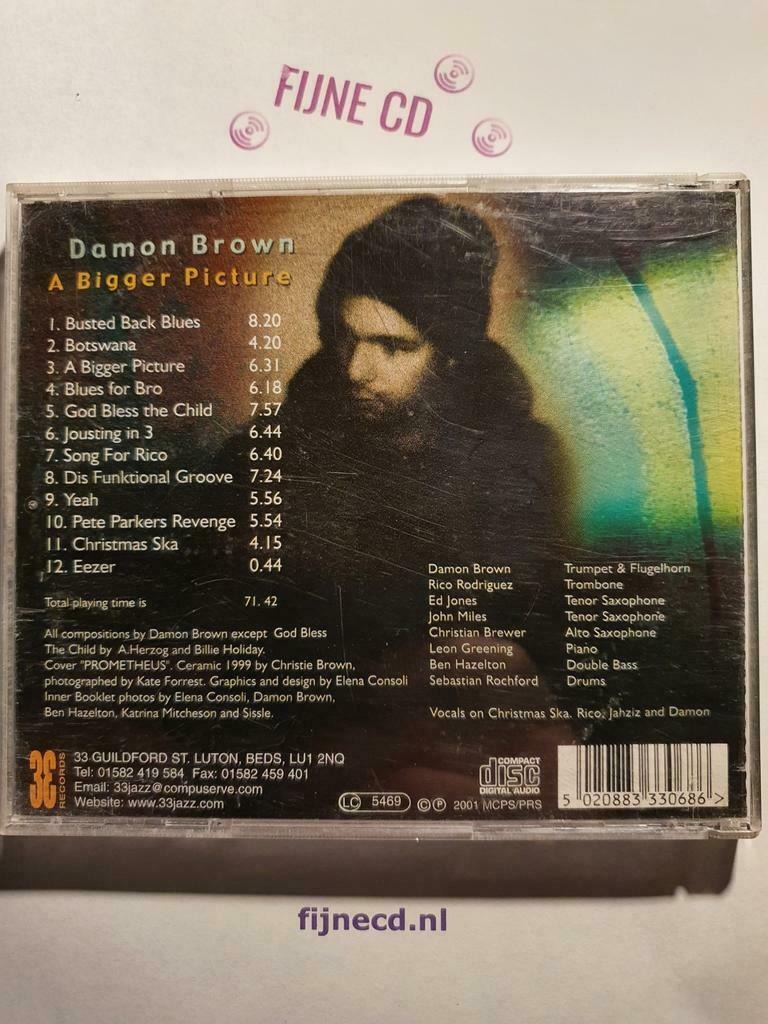 FIJNE CD
Damon Brown
A Bigger Picture
1. Busted Back Blues 8.20
2. Botswana 4.20
3. A Bigger Picture 6.31
4. Blues for Bro 6.18
5. God Bless the Child 7.57
6. Jousting in 3 6.44
7. Song For Rico 6.40
8. Dis Funktional Groove 7.24
9. Yeah 5.56
10. Pete Parkers Revenge 5.54
11. Christmas Ska 4.15
12. Eezer 0.44
Total playing time is 71. 42
All compositions by Damon Brown except God Bless
The Child by A.Herzog and Billie Holiday.
Cover "PROMETHEUS". Ceramic 1999 by Christie Brown,
photographed by Kate Forrest. Graphics and design by Elena Consoli
Inner Booklet photos by Elena Consoli, Damon Brown,
Ben Hazelton, Katrina Mitcheson and Sissle.
Damon Brown Trumpet & Flugelhorn
Rico Rodriguez Trombone
Ed Jones Tenor Saxophone
John Miles Tenor Saxophone
Christian Brewer Alto Saxophone
Leon Greening Piano
Ben Hazelton Double Bass
Sebastian Rochford Drums
Vocals on Christmas Ska. Rico, Jahziz and Damon
33 RECORDS
33 GUILDFORD ST. LUTON, BEDS, LU1 2NQ
Tel: 01582 419 584 Fax: 01582 459 401
Email: 33jazz@compuserve.com
Website: www.33jazz.com
LC 5469
© ℗ 2001 MCPS/PRS
COMPACT
disc
DIGITAL AUDIO
5 020883 330686 >
fijnecd.nl